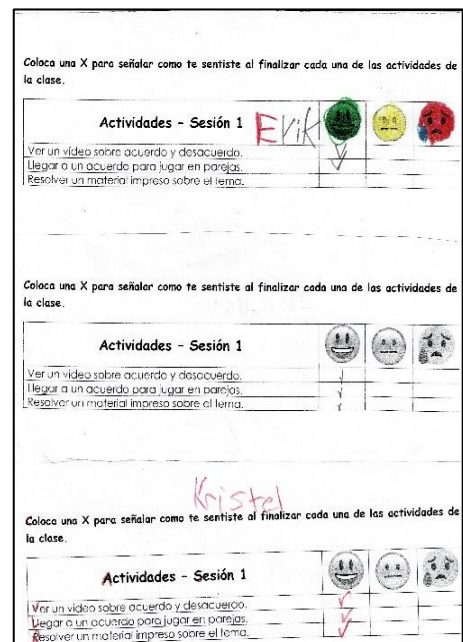 Coloca una X para señalar como te sentiste al finalizar cada una de las actividades de
la clase.
Actividades - Sesión 1 Erik
Ver un vídeo sobre acuerdo y desacuerdo.
Llegar a un acuerdo para jugar en parejas.
Resolver un material impreso sobre el tema.
Coloca una X para señalar como te sentiste al finalizar cada una de las actividades de
la clase.
Actividades - Sesión 1
Ver un vídeo sobre acuerdo y desacuerdo.
Llegar a un acuerdo para jugar en parejas.
Resolver un material impreso sobre el tema.
Kristel
Coloca una X para señalar como te sentiste al finalizar cada una de las actividades de
la clase.
Actividades - Sesión 1
Ver un vídeo sobre acuerdo y desacuerdo.
Llegar a un acuerdo para jugar en parejas.
Resolver un material impreso sobre el tema.